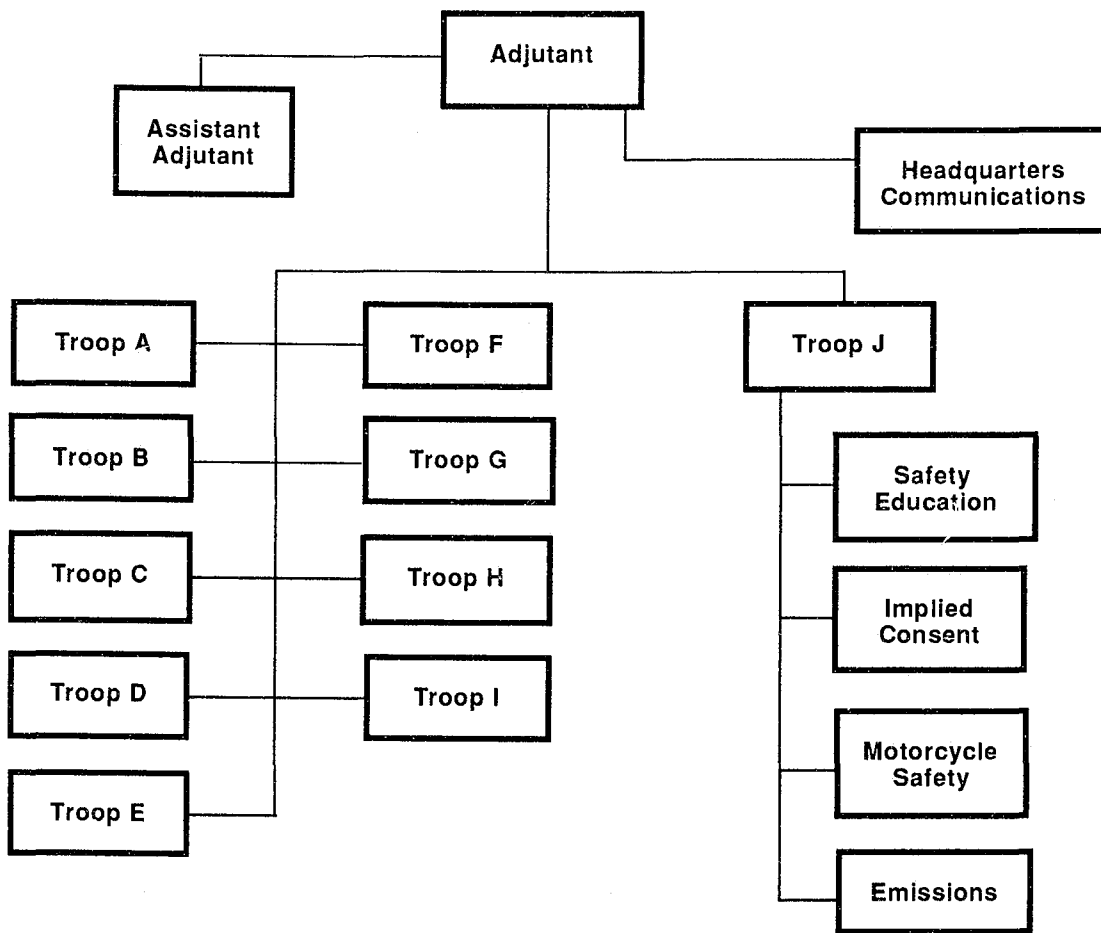 Adjutant
Assistant
Adjutant
Headquarters
Communications
Troop A
Troop F
Troop J
Troop B
Troop G
Safety
Education
Troop C
Troop H
Implied
Consent
Troop D
Troop I
Motorcycle
Safety
Troop E
Emissions